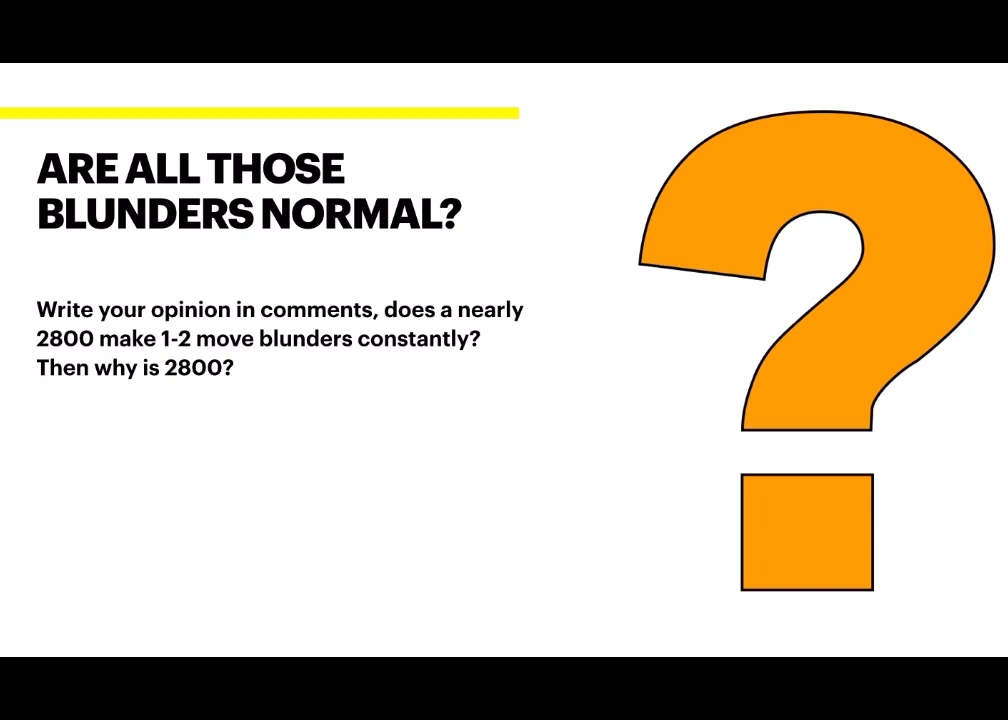 ARE ALL THOSE
BLUNDERS NORMAL?
Write your opinion in comments, does a nearly
2800 make 1-2 move blunders constantly?
Then why is 2800?